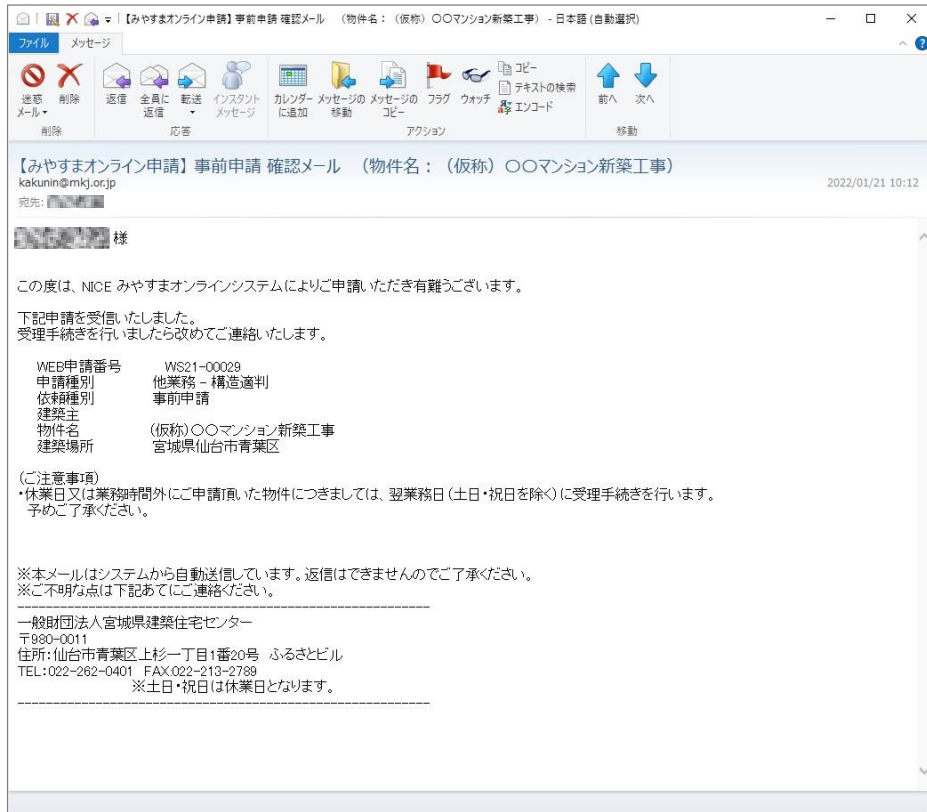 【みやすまオンライン申請】事前申請 確認メール （物件名：（仮称）〇〇マンション新築工事） - 日本語 (自動選択)
ファイル メッセージ
迷惑メール 削除 返信 全員に返信 転送 インスタントメッセージ カレンダーに追加 メッセージの移動 メッセージのコピー フラグ ウォッチ コピー テキストの検索 エンコード 前へ 次へ
削除 応答 アクション 移動
【みやすまオンライン申請】事前申請 確認メール （物件名：（仮称）〇〇マンション新築工事）
kakunin@mkj.or.jp 2022/01/21 10:12
宛先:
様
この度は、NICE みやすまオンラインシステムによりご申請いただき有難うございます。
下記申請を受信いたしました。
受理手続きを行いましたら改めてご連絡いたします。
WEB申請番号 WS21-00029
申請種別 他業務 – 構造適判
依頼種別 事前申請
建築主
物件名 (仮称)〇〇マンション新築工事
建築場所 宮城県仙台市青葉区
(ご注意事項)
・休業日又は業務時間外にご申請頂いた物件につきましては、翌業務日(土日・祝日を除く)に受理手続きを行います。
予めご了承ください。
※本メールはシステムから自動送信しています。返信はできませんのでご了承ください。
※ご不明な点は下記あてにご連絡ください。
----------------------------------------------------------
一般財団法人宮城県建築住宅センター
〒980-0011
住所:仙台市青葉区上杉一丁目1番20号 ふるさとビル
TEL:022-262-0401 FAX:022-213-2789
※土日・祝日は休業日となります。
----------------------------------------------------------